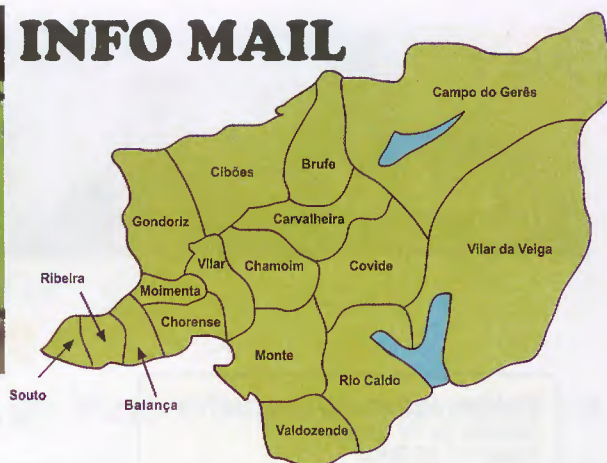 INFO MAIL
Campo do Gerês
Brufe
Cibões
Carvalheira
Gondoriz
Vilar da Veiga
Vilar
Chamoim
Covide
Ribeira
Moimenta
Chorense
Monte
Rio Caldo
Souto
Balança
Valdozende